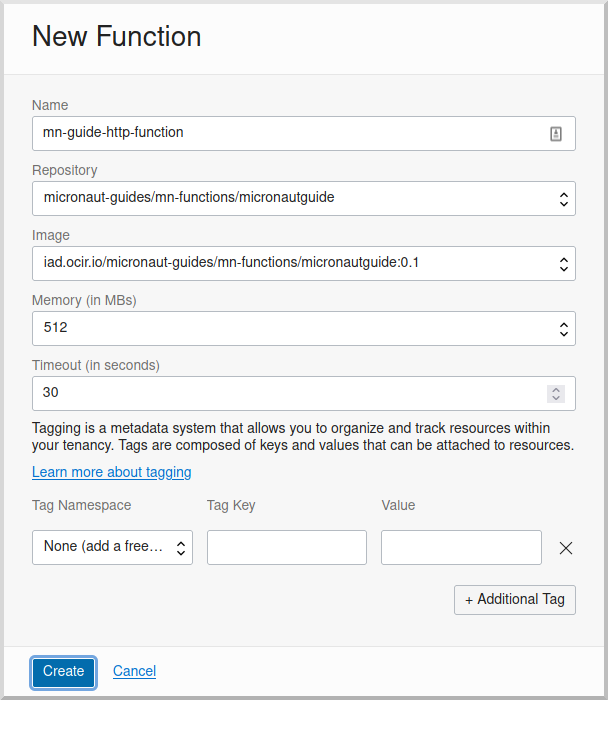 New Function
Name
mn-guide-http-function
Repository
micronaut-guides/mn-functions/micronautguide
Image
iad.ocir.io/micronaut-guides/mn-functions/micronautguide:0.1
Memory (in MBs)
512
Timeout (in seconds)
30
Tagging is a metadata system that allows you to organize and track resources within
your tenancy. Tags are composed of keys and values that can be attached to resources.
Learn more about tagging
Tag Namespace Tag Key Value
None (add a free…
+ Additional Tag
Create Cancel